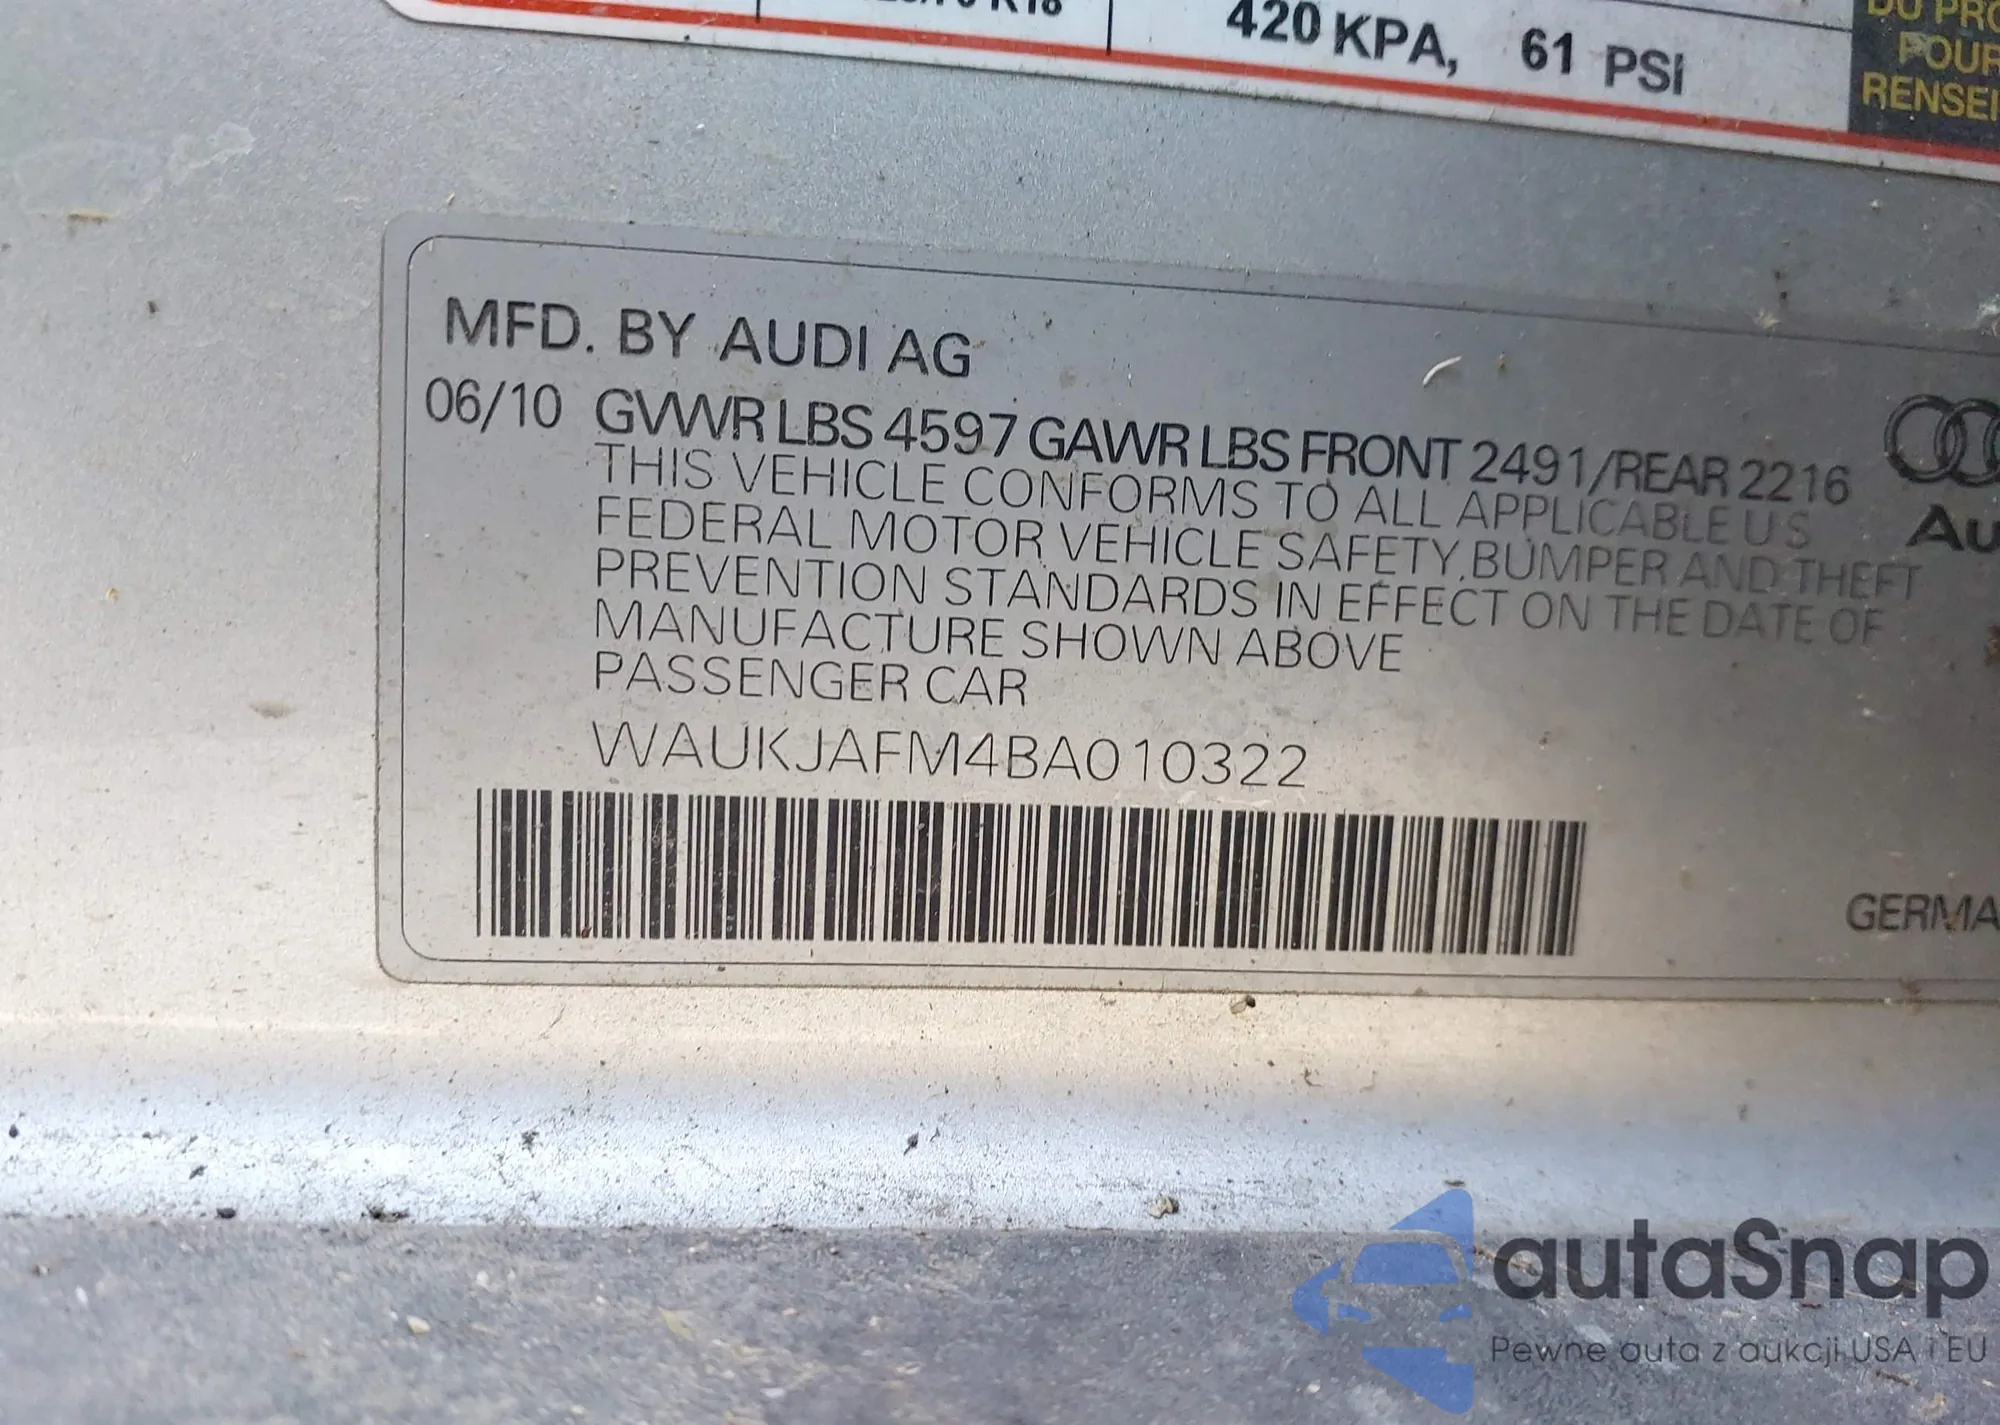 R18
420 KPA, 61 PSI
POUR
MFD. BY AUDI AG
06/10 GVWR LBS 4597 GAWR LBS FRONT 2491/REAR 2216
THIS VEHICLE CONFORMS TO ALL APPLICABLE U S
FEDERAL MOTOR VEHICLE SAFETY, BUMPER AND THEFT
PREVENTION STANDARDS IN EFFECT ON THE DATE OF
MANUFACTURE SHOWN ABOVE
PASSENGER CAR
WAUKJAFM4BA010322
autaSnap
Pewne auta z aukcji USA i EU